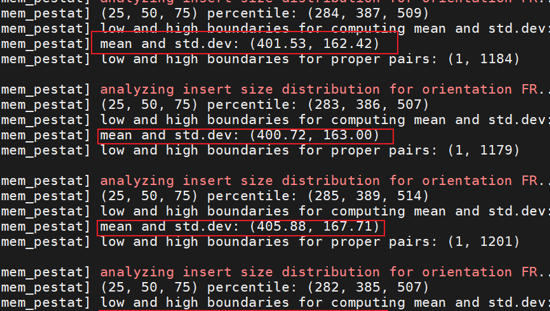 mem_pestat] analyzing insert size distribution for orientation FR..
mem_pestat] (25, 50, 75) percentile: (284, 387, 509)
mem_pestat] low and high boundaries for computing mean and std.dev:
mem_pestat] mean and std.dev: (401.53, 162.42)
mem_pestat] low and high boundaries for proper pairs: (1, 1184)
mem_pestat] analyzing insert size distribution for orientation FR..
mem_pestat] (25, 50, 75) percentile: (283, 386, 507)
mem_pestat] low and high boundaries for computing mean and std.dev:
mem_pestat] mean and std.dev: (400.72, 163.00)
mem_pestat] low and high boundaries for proper pairs: (1, 1179)
mem_pestat] analyzing insert size distribution for orientation FR..
mem_pestat] (25, 50, 75) percentile: (285, 389, 514)
mem_pestat] low and high boundaries for computing mean and std.dev:
mem_pestat] mean and std.dev: (405.88, 167.71)
mem_pestat] low and high boundaries for proper pairs: (1, 1201)
mem_pestat] analyzing insert size distribution for orientation FR..
mem_pestat] (25, 50, 75) percentile: (282, 385, 507)
mem_pestat] low and high boundaries for computing mean and std.dev: